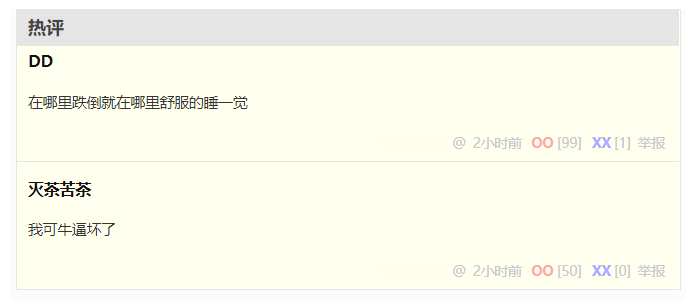 热评
DD
在哪里跌倒就在哪里舒服的睡一觉
@ 2小时前 OO [99] XX [1] 举报
灭茶苦茶
我可牛逼坏了
@ 2小时前 OO [50] XX [0] 举报